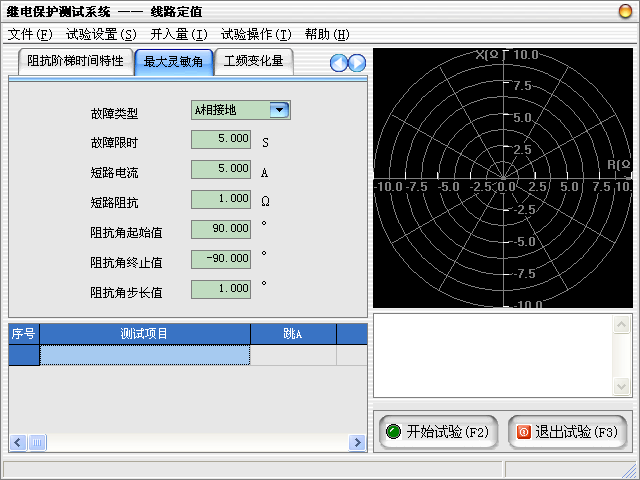 继电保护测试系统 —— 线路定值
文件(F) 试验设置(S) 开入量(I) 试验操作(T) 帮助(H)
阻抗阶梯时间特性 最大灵敏角 工频变化量
故障类型 A相接地
故障限时 5.000 S
短路电流 5.000 A
短路阻抗 1.000 Ω
阻抗角起始值 90.000 °
阻抗角终止值 -90.000 °
阻抗角步长值 1.000 °
X(Ω 10.0
7.5
5.0
2.5
R(Ω
-10.0 -7.5 -5.0 -2.5 0.0 2.5 5.0 7.5 10.
-2.5
-5.0
-7.5
-10.0
序号 测试项目 跳A
开始试验(F2) 退出试验(F3)